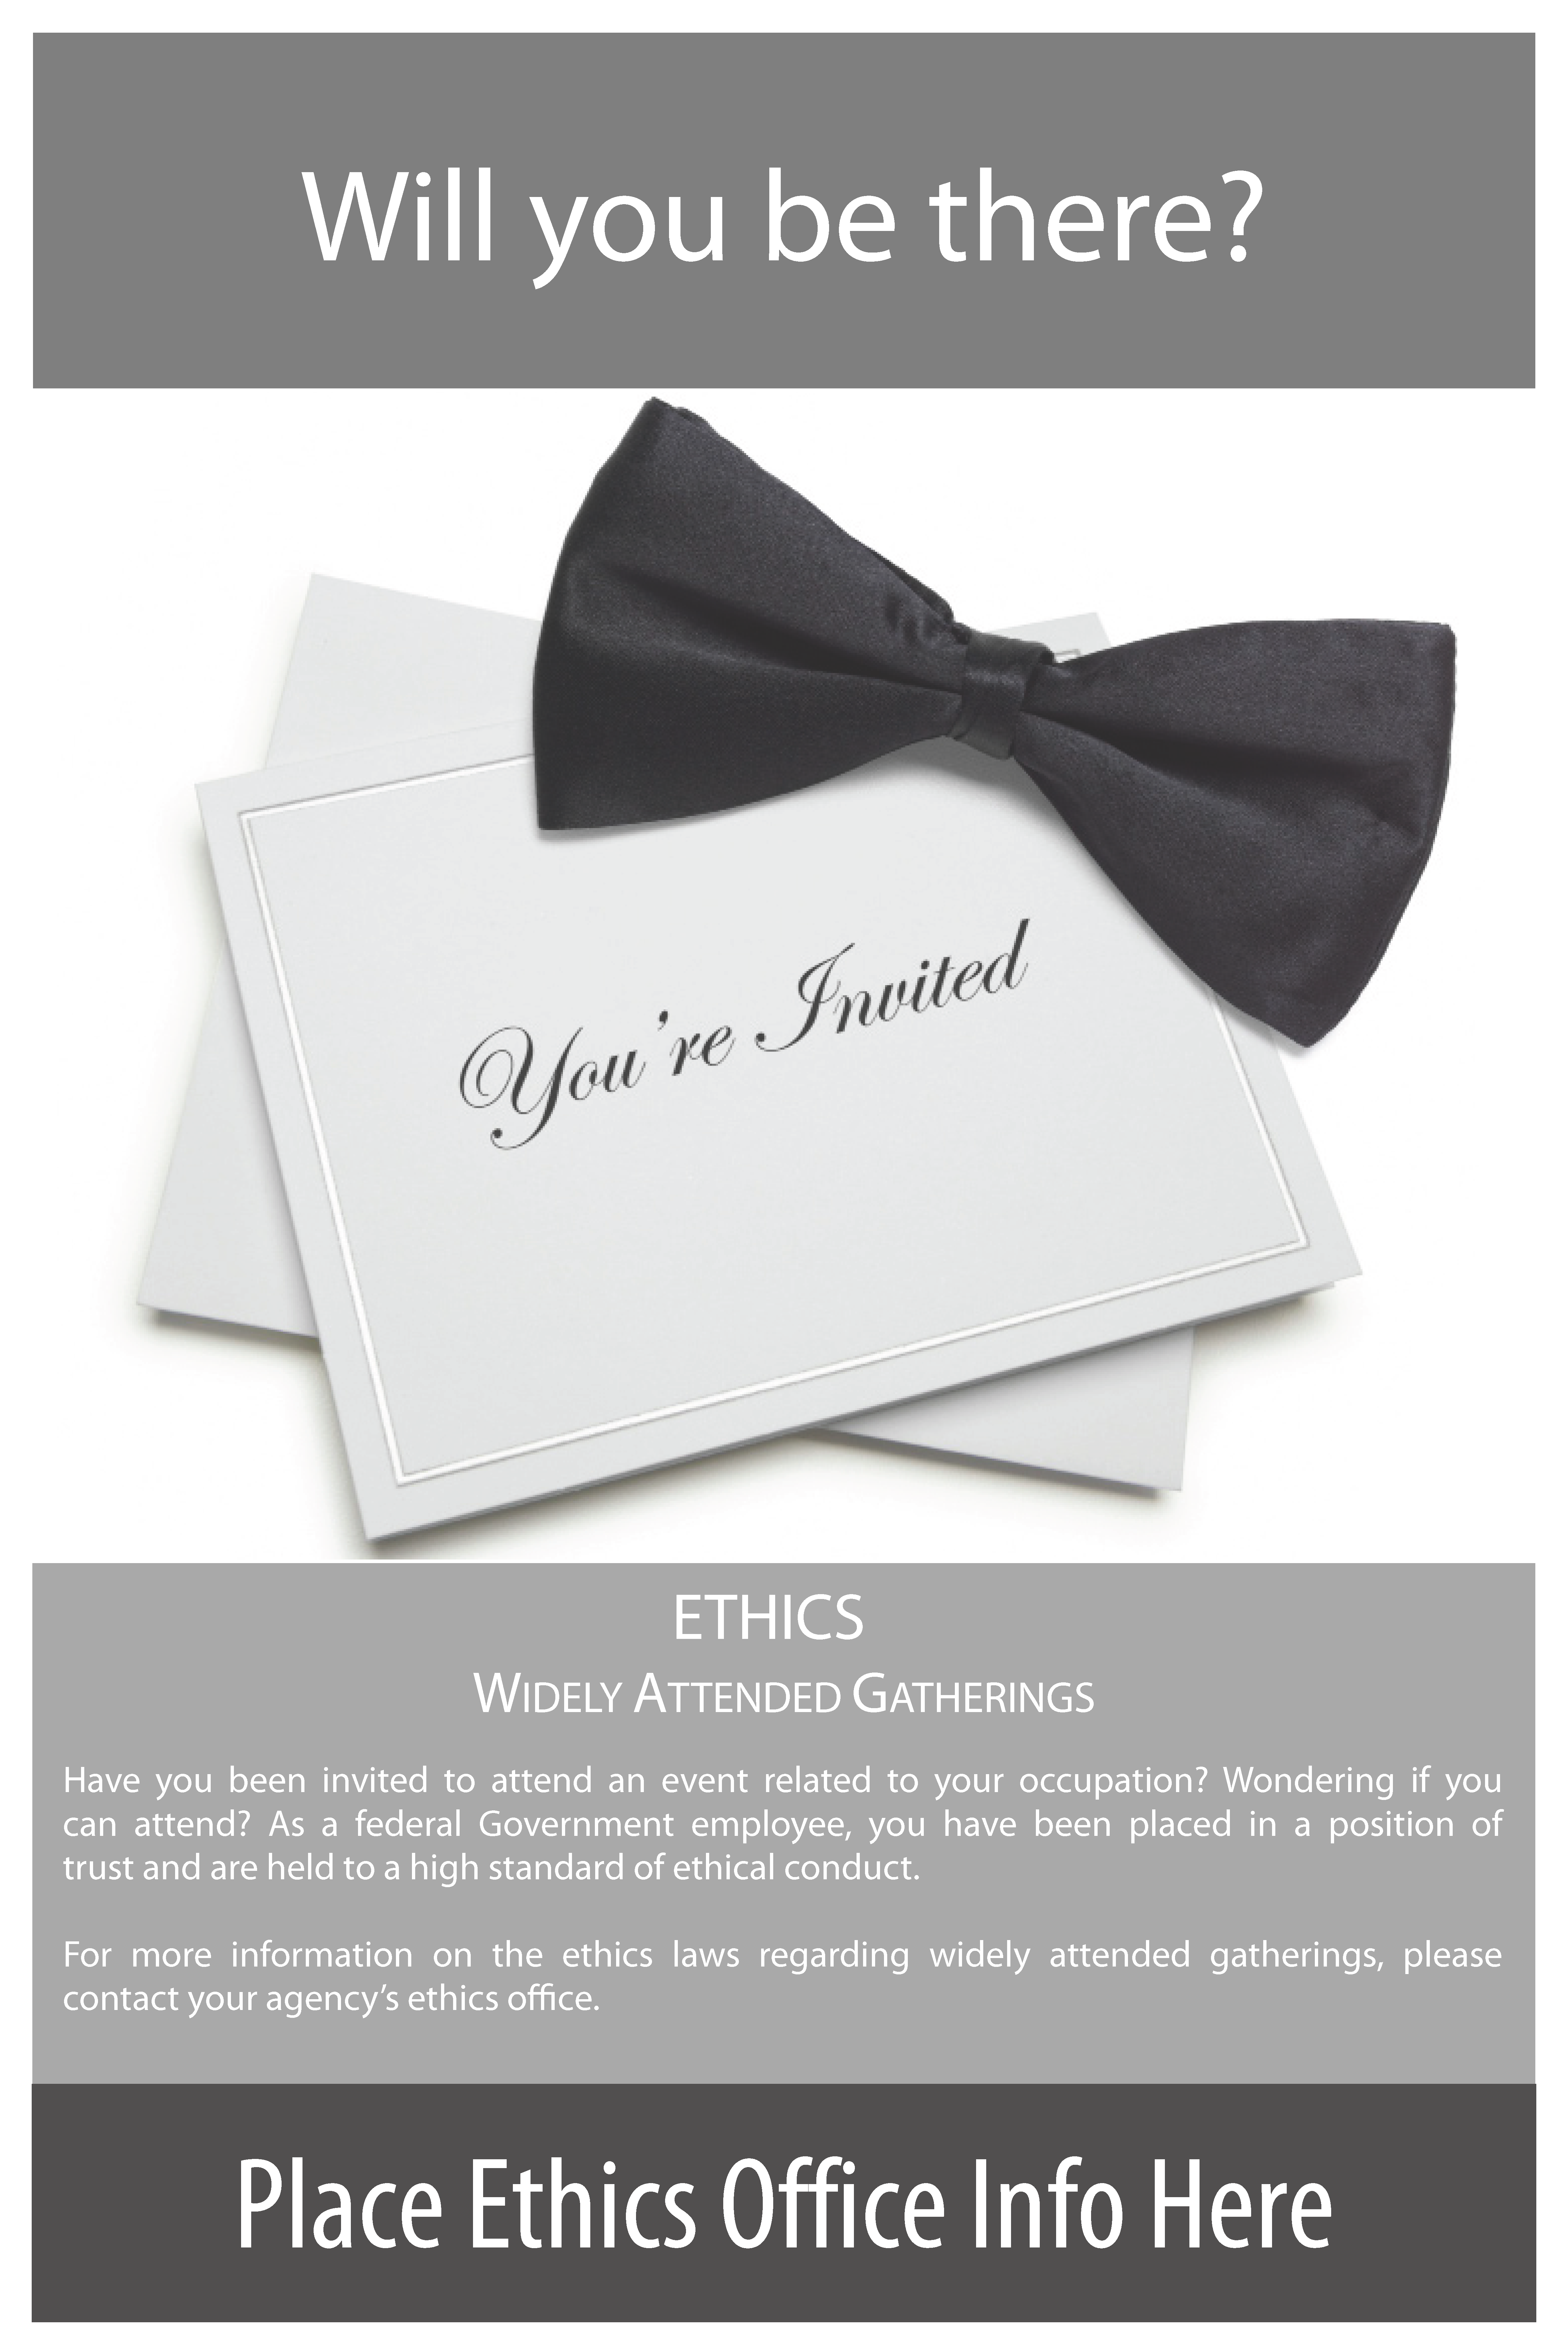 Will you be there?
You're Invited
ETHICS
WIDELY ATTENDED GATHERINGS
Have you been invited to attend an event related to your occupation? Wondering if you
can attend? As a federal Government employee, you have been placed in a position of
trust and are held to a high standard of ethical conduct.
For more information on the ethics laws regarding widely attended gatherings, please
contact your agency’s ethics office.
Place Ethics Office Info Here